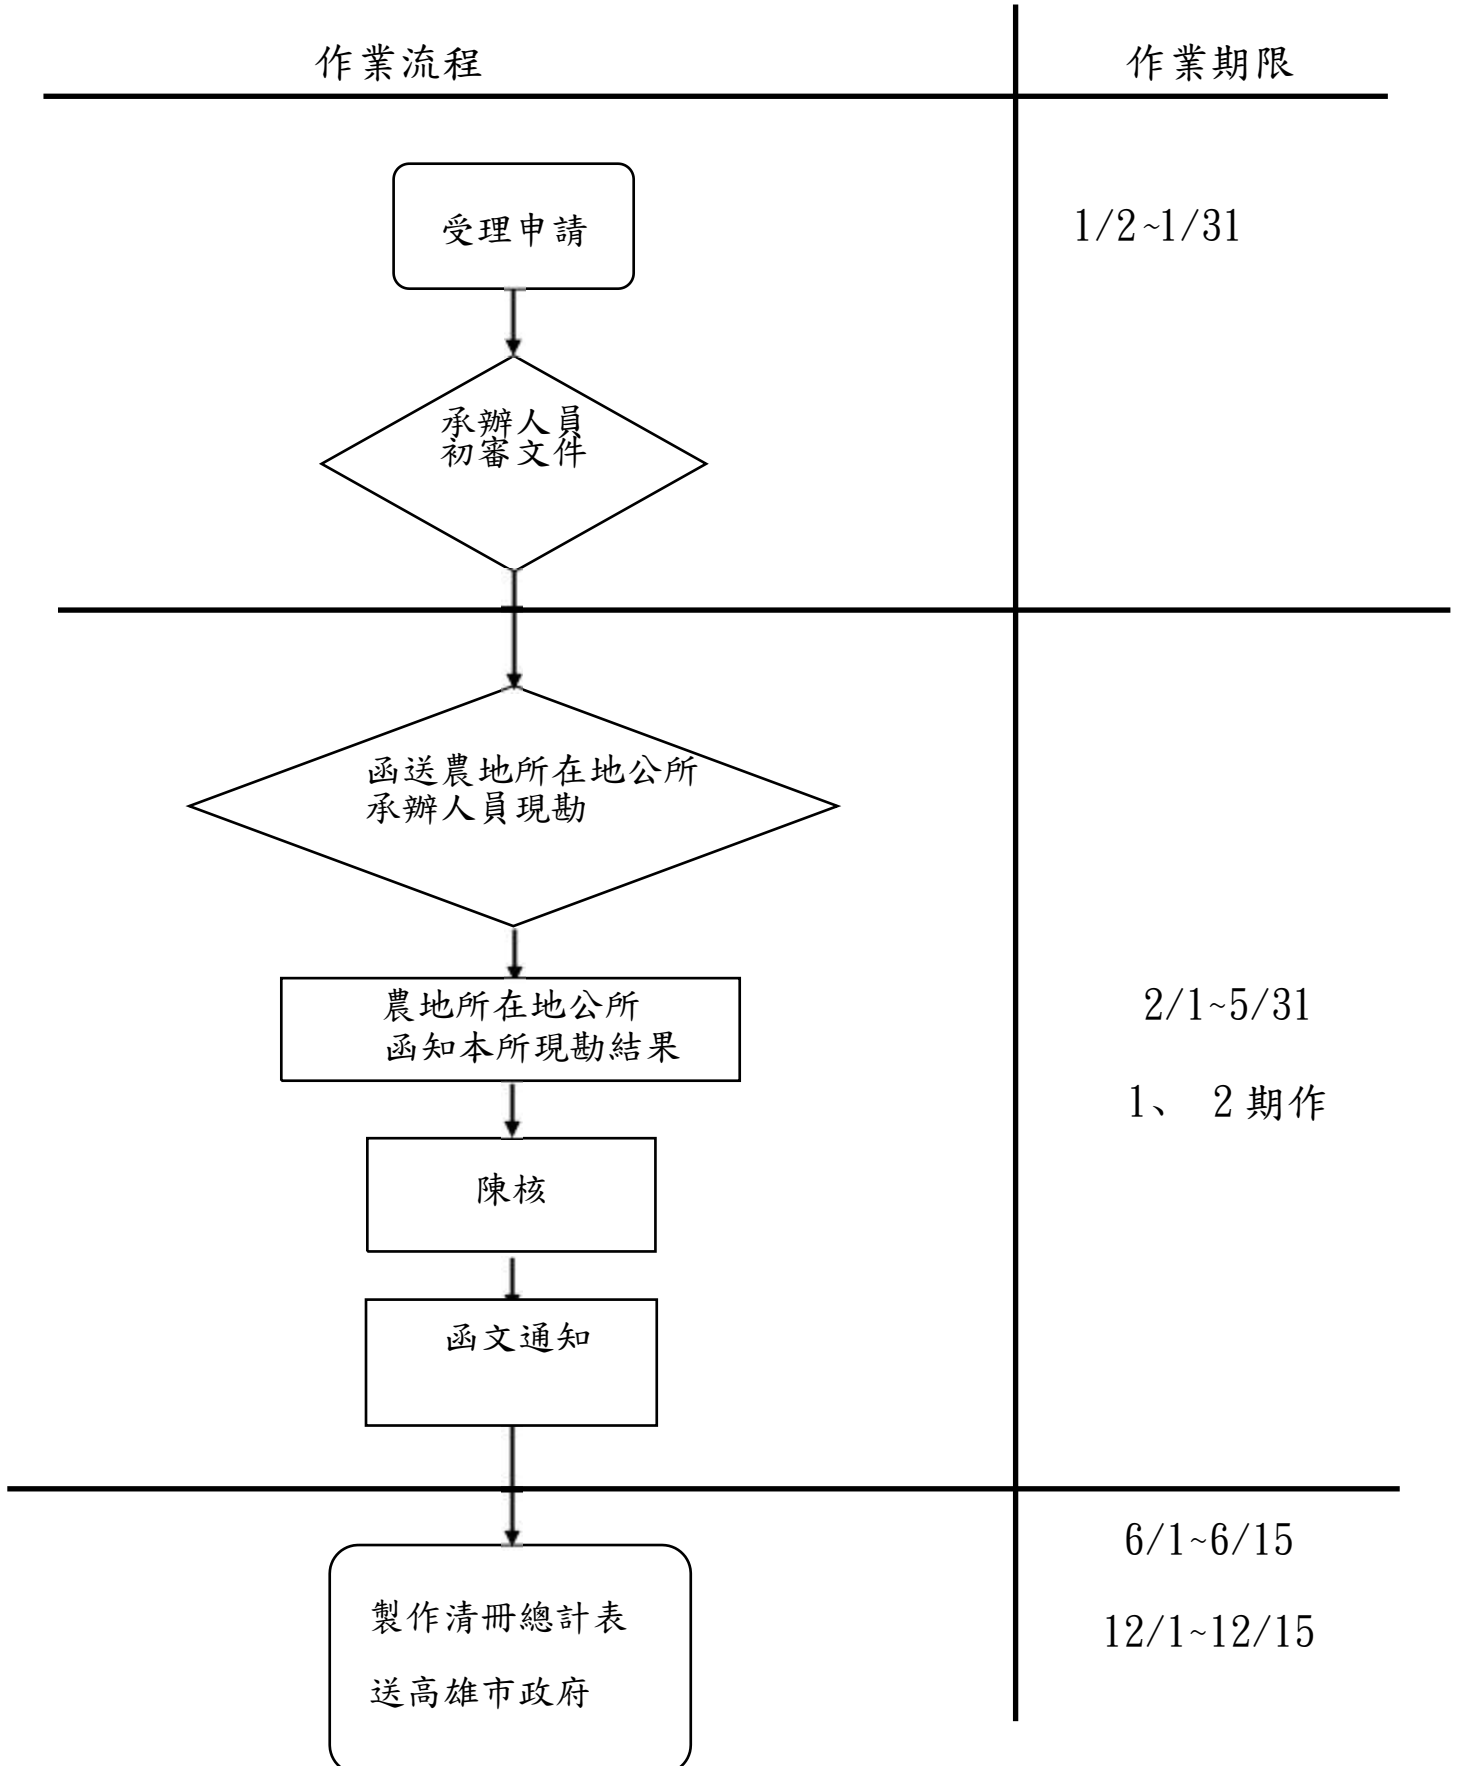 作業流程
作業期限
受理申請
1/2~1/31
承辦人員
初審文件
函送農地所在地公所
承辦人員現勘
農地所在地公所
函知本所現勘結果
2/1~5/31
1、 2期作
陳核
函文通知
製作清冊總計表
送高雄市政府
6/1~6/15
12/1~12/15